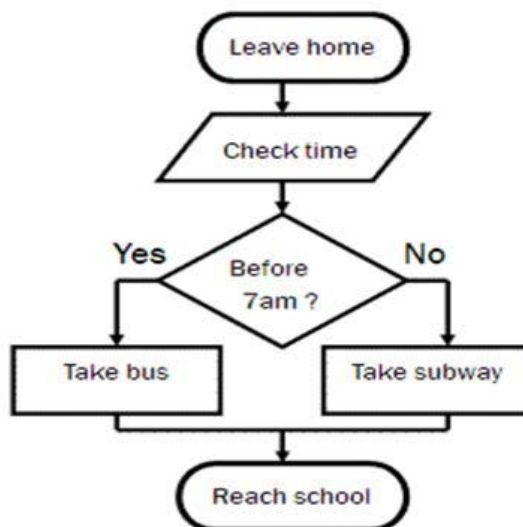 Leave home
Check time
Yes
No
Before
7am ?
Take bus
Take subway
Reach school